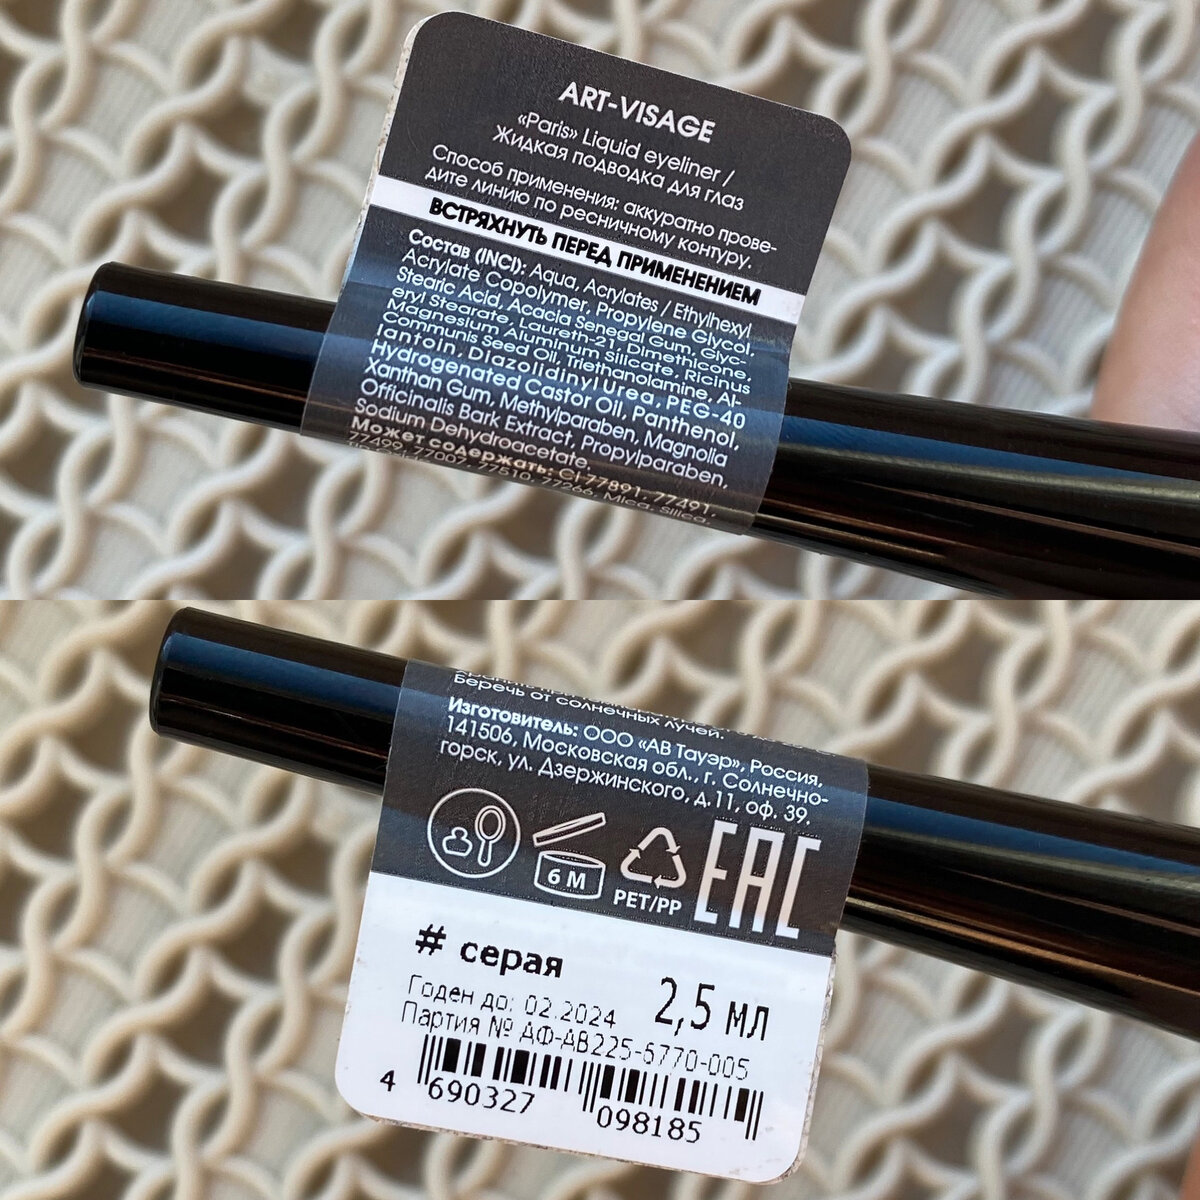 ART-VISAGE
«Paris» Liquid eyeliner /
Жидкая подводка для глаз
Способ применения: аккуратно прове-
дите линию по ресничному контуру.
ВСТРЯХНУТЬ ПЕРЕД ПРИМЕНЕНИЕМ
Состав (INCI): Aqua, Acrylates / Ethylhexyl
Acrylate Copolymer, Propylene Glycol,
Stearic Acid, Acacia Senegal Gum, Glyc-
eryl Stearate, Laureth-21, Dimethicone,
Magnesium Aluminum Silicate, Ricinus
Communis Seed Oil, Triethanolamine, Al-
lantoin, Diazolidinyl Urea, PEG-40
Hydrogenated Castor Oil, Panthenol,
Xanthan Gum, Methylparaben, Magnolia
Officinalis Bark Extract, Propylparaben,
Sodium Dehydroacetate.
Может содержать: CI 77891, 77491,
77499, 77007, 77510, 77266, Mica, Silica.
Беречь от солнечных лучей.
Изготовитель: ООО «АВ Тауэр», Россия,
141506, Московская обл., г. Солнечно-
горск, ул. Дзержинского, д.11, оф. 39.
6 M
PET/PP
EAC
# серая
2,5 мл
Годен до: 02.2024
Партия № АФ-АВ225-6770-005
4 690327 098185